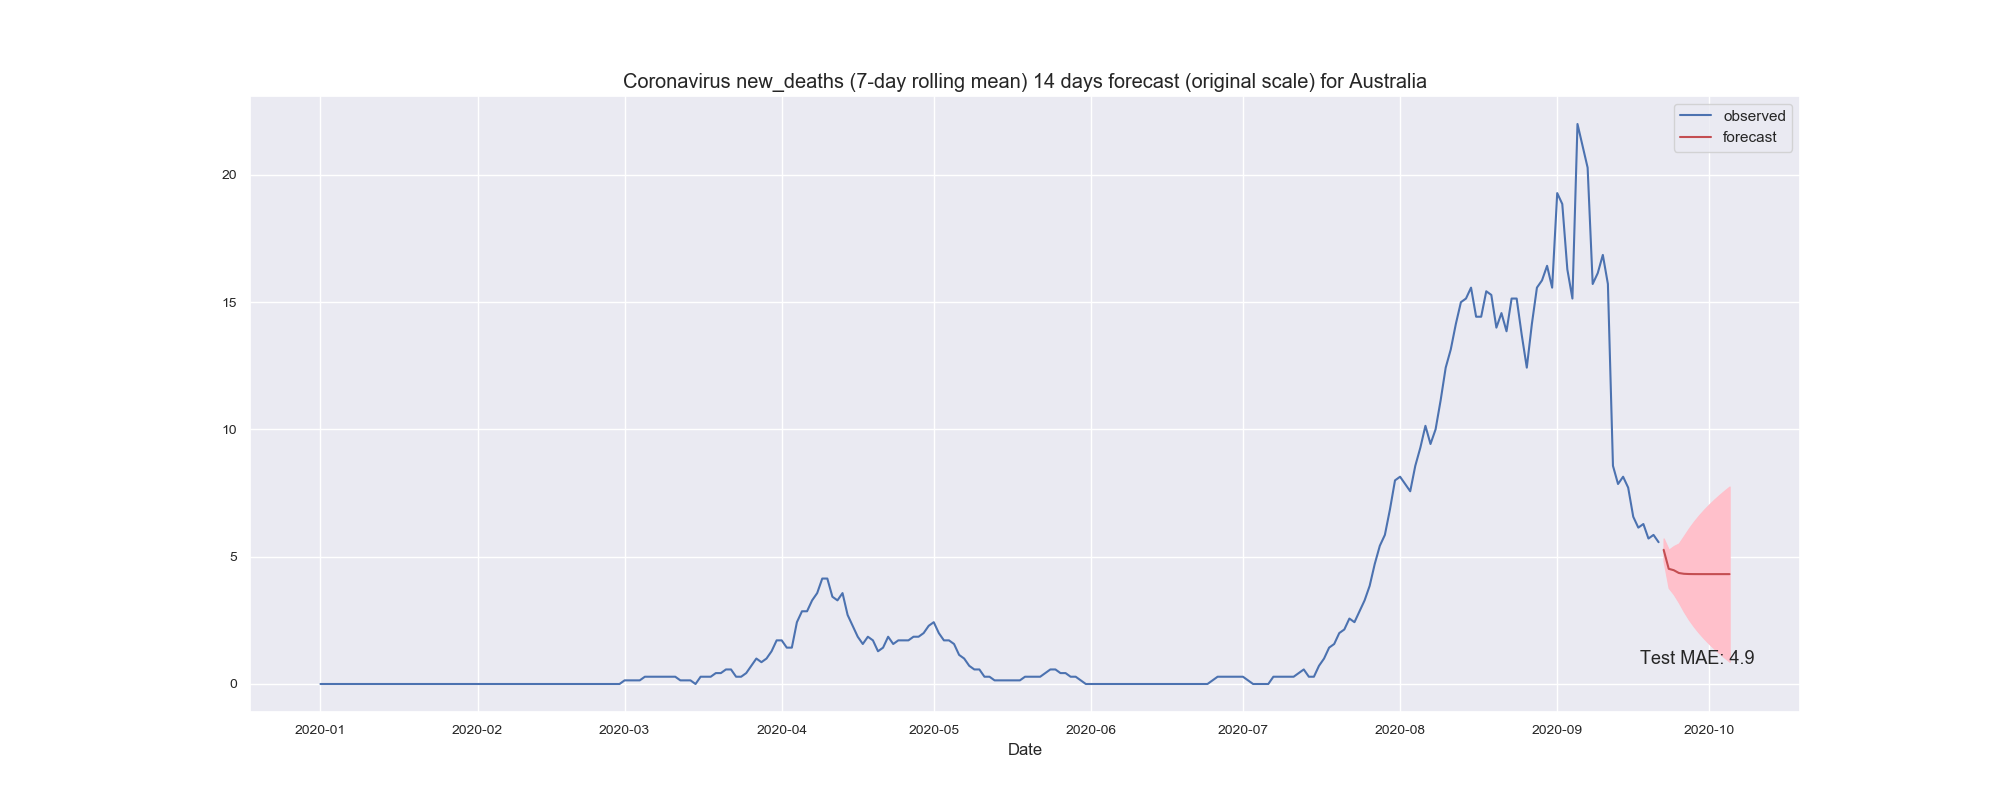 Coronavirus new_deaths (7-day rolling mean) 14 days forecast (original scale) for Australia
observed
forecast
20
15
10
5
0
Test MAE: 4.9
2020-01 2020-02 2020-03 2020-04 2020-05 2020-06 2020-07 2020-08 2020-09 2020-10
Date